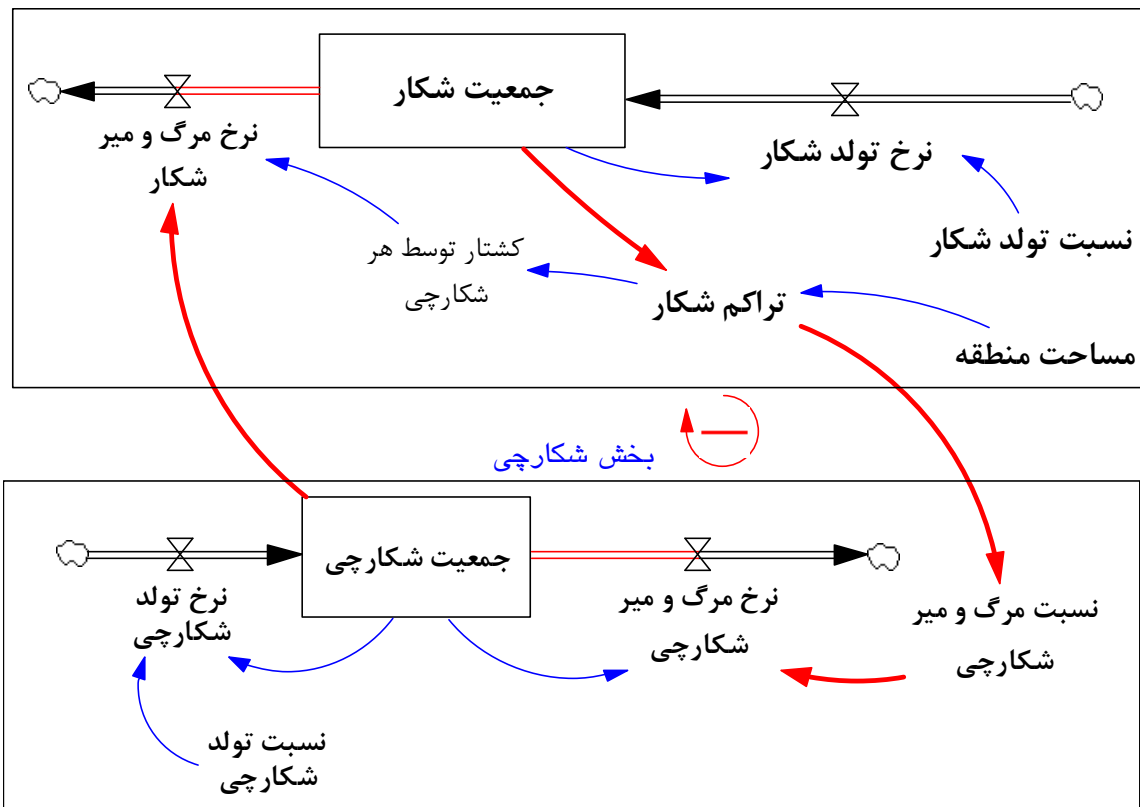 جمعیت شکار
نرخ مرگ و میر
شکار
نرخ تولد شکار
نسبت تولد شکار
کشتار توسط هر
شکارچی
تراکم شکار
مساحت منطقه
بخش شکارچی
جمعیت شکارچی
نرخ تولد
شکارچی
نرخ مرگ و میر
شکارچی
نسبت مرگ و میر
شکارچی
نسبت تولد
شکارچی